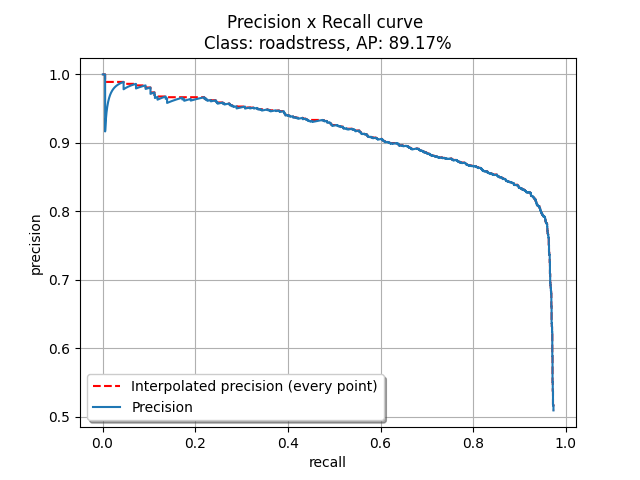 Precision x Recall curve
Class: roadstress, AP: 89.17%
1.0
0.9
0.8
0.7
0.6
0.5
precision
Interpolated precision (every point)
Precision
0.0 0.2 0.4 0.6 0.8 1.0
recall